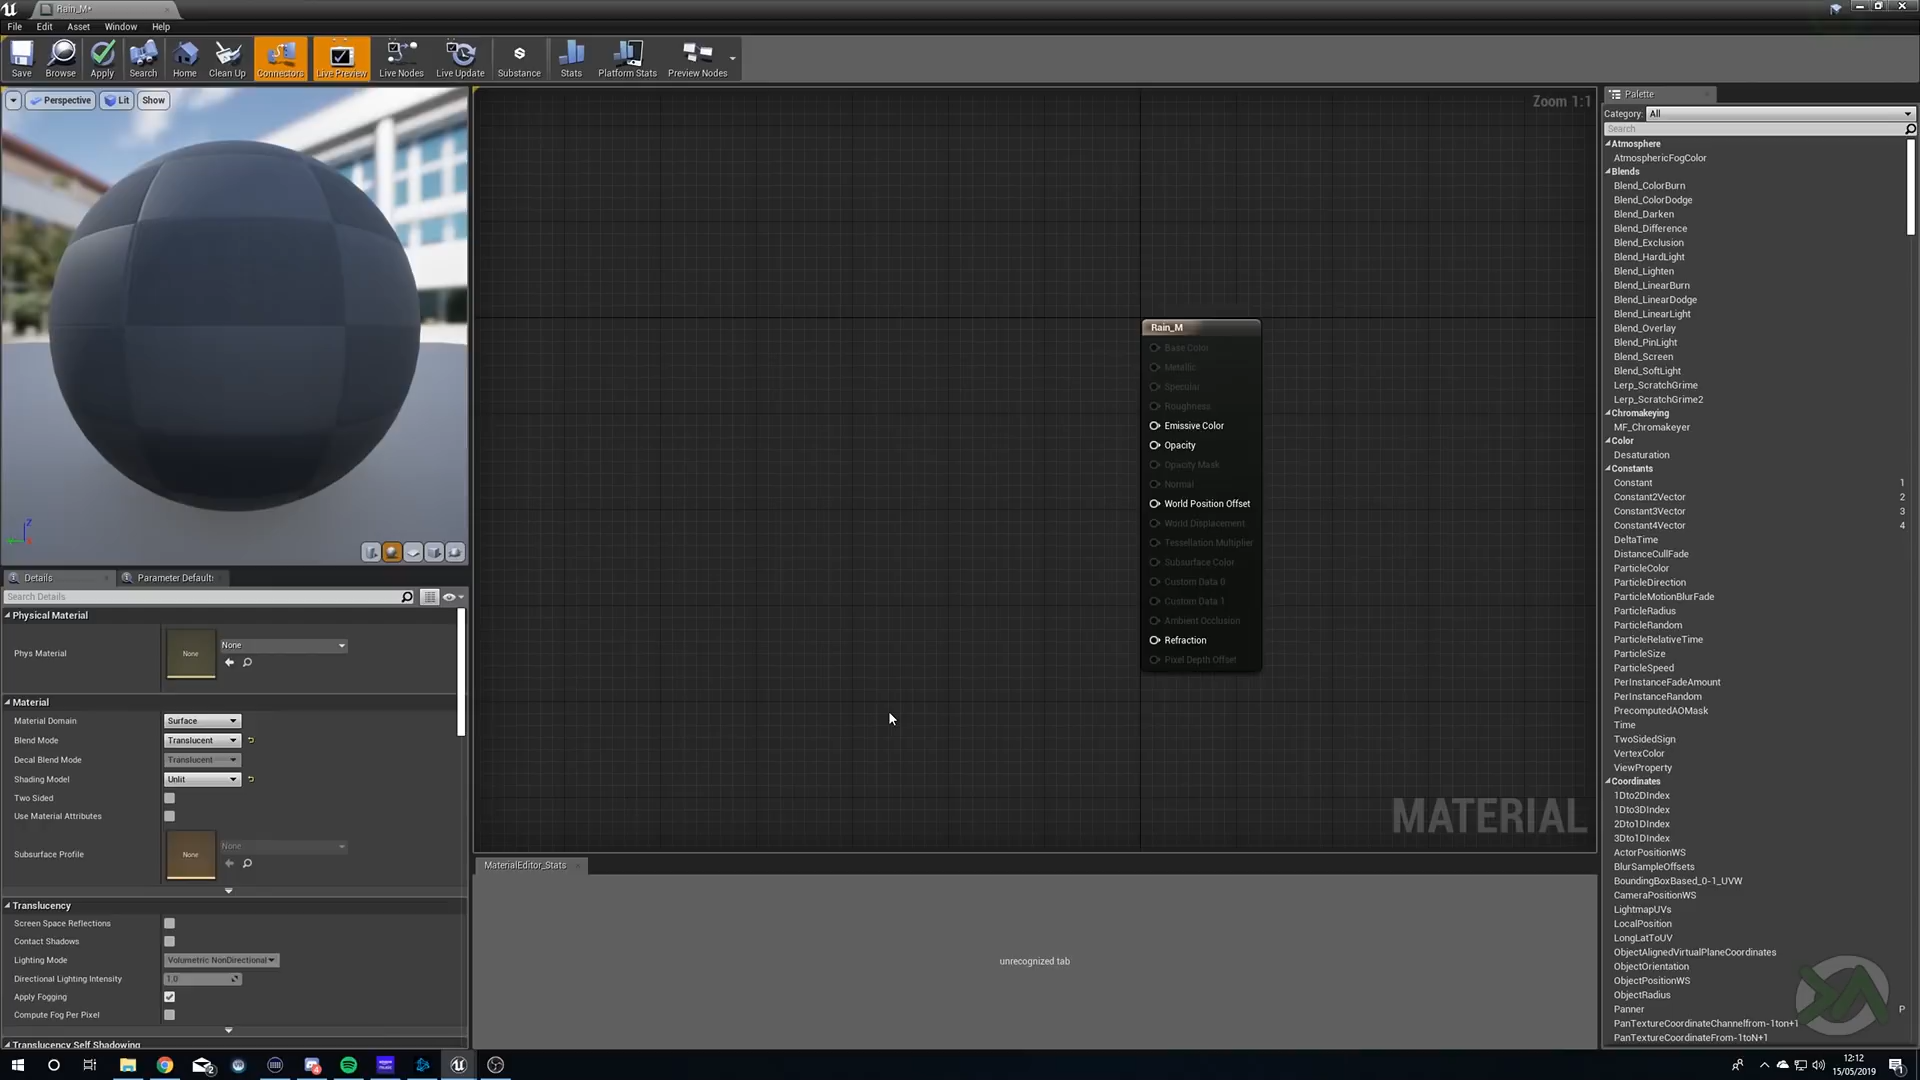 Rain_M*
File Edit Asset Window Help
Save Browse Apply Search Home Clean Up Connectors Live Preview Live Nodes Live Update Substance Stats Platform Stats Preview Nodes
Perspective Lit Show
Zoom 1:1
Z
Rain_M
Base Color
Metallic
Specular
Roughness
Emissive Color
Opacity
Opacity Mask
Normal
World Position Offset
World Displacement
Tessellation Multiplier
Subsurface Color
Custom Data 0
Custom Data 1
Ambient Occlusion
Refraction
Pixel Depth Offset
MATERIAL
Details Parameter Default
Search Details
Physical Material
Phys Material None None
Material
Material Domain Surface
Blend Mode Translucent
Decal Blend Mode Translucent
Shading Model Unlit
Two Sided
Use Material Attributes
Subsurface Profile None None
Translucency
Screen Space Reflections
Contact Shadows
Lighting Mode Volumetric NonDirectional
Directional Lighting Intensity 1.0
Apply Fogging
Compute Fog Per Pixel
Translucency Self Shadowing
MaterialEditor_Stats
unrecognized tab
Palette
Category: All
Search
Atmosphere
AtmosphericFogColor
Blends
Blend_ColorBurn
Blend_ColorDodge
Blend_Darken
Blend_Difference
Blend_Exclusion
Blend_HardLight
Blend_Lighten
Blend_LinearBurn
Blend_LinearDodge
Blend_LinearLight
Blend_Overlay
Blend_PinLight
Blend_Screen
Blend_SoftLight
Lerp_ScratchGrime
Lerp_ScratchGrime2
Chromakeying
MF_Chromakeyer
Color
Desaturation
Constants
Constant 1
Constant2Vector 2
Constant3Vector 3
Constant4Vector 4
DeltaTime
DistanceCullFade
ParticleColor
ParticleDirection
ParticleMotionBlurFade
ParticleRadius
ParticleRandom
ParticleRelativeTime
ParticleSize
ParticleSpeed
PerInstanceFadeAmount
PerInstanceRandom
PrecomputedAOMask
Time
TwoSidedSign
VertexColor
ViewProperty
Coordinates
1Dto2DIndex
1Dto3DIndex
2Dto1DIndex
3Dto1DIndex
ActorPositionWS
BlurSampleOffsets
BoundingBoxBased_0-1_UVW
CameraPositionWS
LightmapUVs
LocalPosition
LongLatToUV
ObjectAlignedVirtualPlaneCoordinates
ObjectOrientation
ObjectPositionWS
ObjectRadius
Panner P
PanTextureCoordinateChannelfrom-1ton+1
PanTextureCoordinateFrom-1toN+1
12:12
15/05/2019